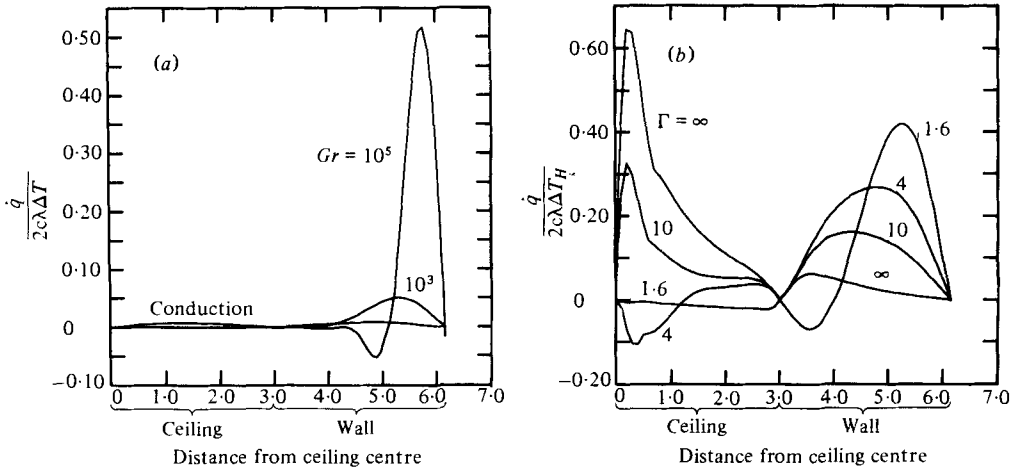 (a)
0·50
0·40
0·30
0·20
0·10
0
−0·10
q̇ / 2cλΔT
Gr = 10⁵
10³
Conduction
0 1·0 2·0 3·0 4·0 5·0 6·0 7·0
Ceiling Wall
Distance from ceiling centre
(b)
0·60
0·40
0·20
0
−0·20
q̇ / 2cλΔT_H
Γ = ∞
10
1·6
4
1·6
4
10
∞
0 1·0 2·0 3·0 4·0 5·0 6·0 7·0
Ceiling Wall
Distance from ceiling centre